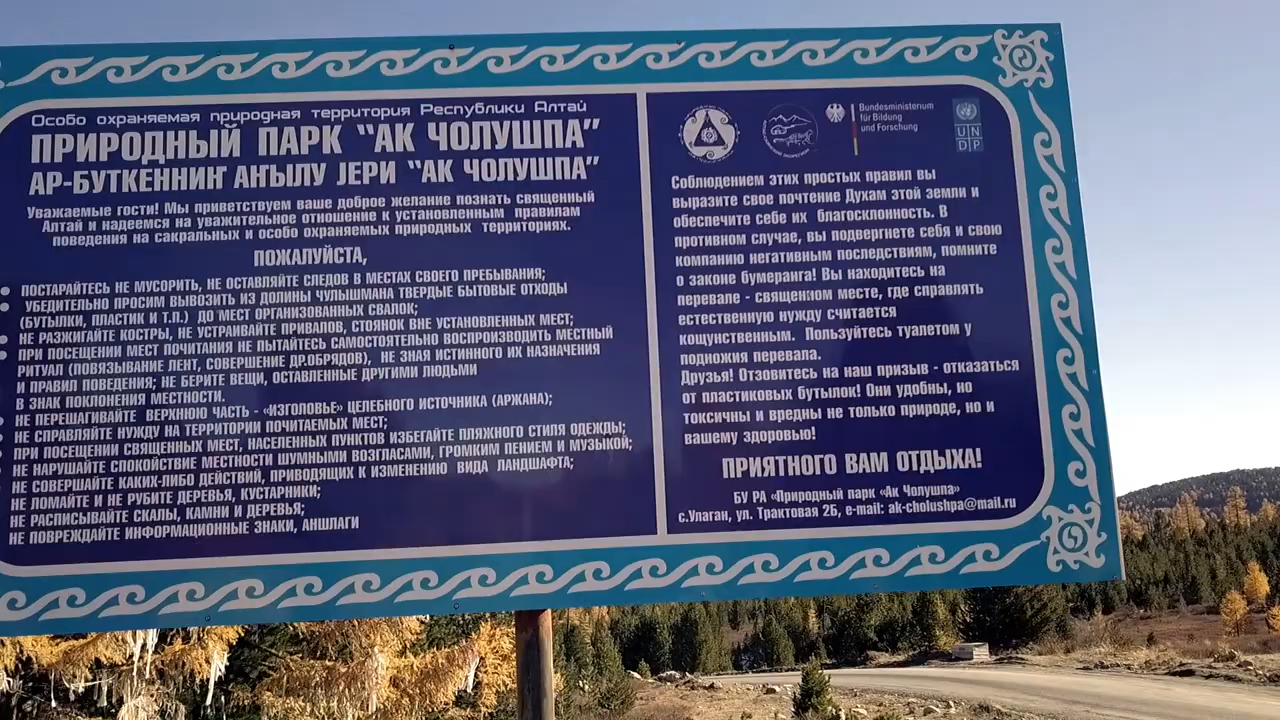 Особо охраняемая природная территория Республики Алтай
ПРИРОДНЫЙ ПАРК "АК ЧОЛУШПА"
АР-БУТКЕННИҤ АҤЫЛУ JЕРИ "АК ЧОЛУШПА"
Уважаемые гости! Мы приветствуем ваше доброе желание познать священный
Алтай и надеемся на уважительное отношение к установленным правилам
поведения на сакральных и особо охраняемых природных территориях.
ПОЖАЛУЙСТА,
ПОСТАРАЙТЕСЬ НЕ МУСОРИТЬ, НЕ ОСТАВЛЯЙТЕ СЛЕДОВ В МЕСТАХ СВОЕГО ПРЕБЫВАНИЯ;
УБЕДИТЕЛЬНО ПРОСИМ ВЫВОЗИТЬ ИЗ ДОЛИНЫ ЧУЛЫШМАНА ТВЕРДЫЕ БЫТОВЫЕ ОТХОДЫ
(БУТЫЛКИ, ПЛАСТИК И Т.П.) ДО МЕСТ ОРГАНИЗОВАННЫХ СВАЛОК;
НЕ РАЗЖИГАЙТЕ КОСТРЫ, НЕ УСТРАИВАЙТЕ ПРИВАЛОВ, СТОЯНОК ВНЕ УСТАНОВЛЕННЫХ МЕСТ;
ПРИ ПОСЕЩЕНИИ МЕСТ ПОЧИТАНИЯ НЕ ПЫТАЙТЕСЬ САМОСТОЯТЕЛЬНО ВОСПРОИЗВОДИТЬ МЕСТНЫЙ
РИТУАЛ (ПОВЯЗЫВАНИЕ ЛЕНТ, СОВЕРШЕНИЕ ДР.ОБРЯДОВ), НЕ ЗНАЯ ИСТИННОГО ИХ НАЗНАЧЕНИЯ
И ПРАВИЛ ПОВЕДЕНИЯ; НЕ БЕРИТЕ ВЕЩИ, ОСТАВЛЕННЫЕ ДРУГИМИ ЛЮДЬМИ
В ЗНАК ПОКЛОНЕНИЯ МЕСТНОСТИ.
НЕ ПЕРЕШАГИВАЙТЕ ВЕРХНЮЮ ЧАСТЬ - «ИЗГОЛОВЬЕ» ЦЕЛЕБНОГО ИСТОЧНИКА (АРЖАНА);
НЕ СПРАВЛЯЙТЕ НУЖДУ НА ТЕРРИТОРИИ ПОЧИТАЕМЫХ МЕСТ;
ПРИ ПОСЕЩЕНИИ СВЯЩЕННЫХ МЕСТ, НАСЕЛЕННЫХ ПУНКТОВ ИЗБЕГАЙТЕ ПЛЯЖНОГО СТИЛЯ ОДЕЖДЫ;
НЕ НАРУШАЙТЕ СПОКОЙСТВИЕ МЕСТНОСТИ ШУМНЫМИ ВОЗГЛАСАМИ, ГРОМКИМ ПЕНИЕМ И МУЗЫКОЙ;
НЕ СОВЕРШАЙТЕ КАКИХ-ЛИБО ДЕЙСТВИЙ, ПРИВОДЯЩИХ К ИЗМЕНЕНИЮ ВИДА ЛАНДШАФТА;
НЕ ЛОМАЙТЕ И НЕ РУБИТЕ ДЕРЕВЬЯ, КУСТАРНИКИ;
НЕ РАСПИСЫВАЙТЕ СКАЛЫ, КАМНИ И ДЕРЕВЬЯ;
НЕ ПОВРЕЖДАЙТЕ ИНФОРМАЦИОННЫЕ ЗНАКИ, АНШЛАГИ
Bundesministerium
für Bildung
und Forschung
UN
DP
Соблюдением этих простых правил вы
выразите свое почтение Духам этой земли и
обеспечите себе их благосклонность. В
противном случае, вы подвергнете себя и свою
компанию негативным последствиям, помните
о законе бумеранга! Вы находитесь на
перевале - священном месте, где справлять
естественную нужду считается
кощунственным. Пользуйтесь туалетом у
подножия перевала.
Друзья! Отзовитесь на наш призыв - отказаться
от пластиковых бутылок! Они удобны, но
токсичны и вредны не только природе, но и
вашему здоровью!
ПРИЯТНОГО ВАМ ОТДЫХА!
БУ РА «Природный парк «Ак Чолушпа»
с.Улаган, ул. Трактовая 2Б, e-mail: ak-cholushpa@mail.ru